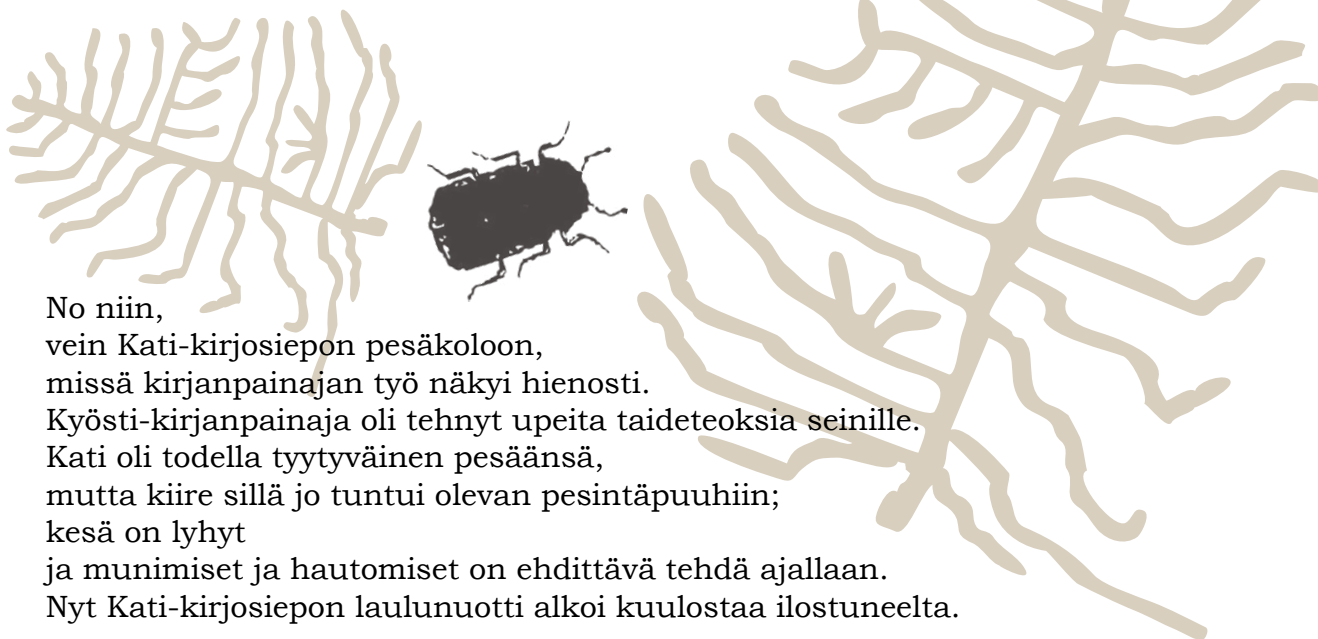 No niin,
vein Kati-kirjosiepon pesäkoloon,
missä kirjanpainajan työ näkyi hienosti.
Kyösti-kirjanpainaja oli tehnyt upeita taideteoksia seinille.
Kati oli todella tyytyväinen pesäänsä,
mutta kiire sillä jo tuntui olevan pesintäpuuhiin;
kesä on lyhyt
ja munimiset ja hautomiset on ehdittävä tehdä ajallaan.
Nyt Kati-kirjosiepon laulunuotti alkoi kuulostaa ilostuneelta.